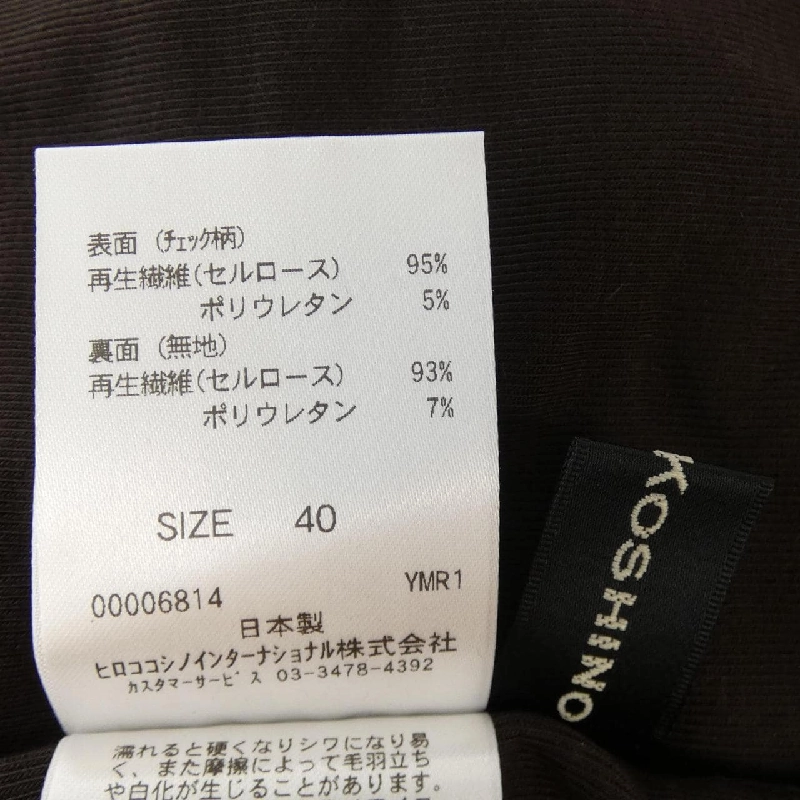 表面（ﾁｪｯｸ柄）
再生繊維（セルロース） 95%
ポリウレタン 5%
裏面（無地）
再生繊維（セルロース） 93%
ポリウレタン 7%
SIZE 40
00006814 YMR1
日本製
ヒロココシノインターナショナル株式会社
ｶｽﾀﾏｰｻｰﾋﾞｽ 03-3478-4392
濡れると硬くなりシワになり易
く、また摩擦によって毛羽立ち
や白化が生じることがあります。
KOSHINO